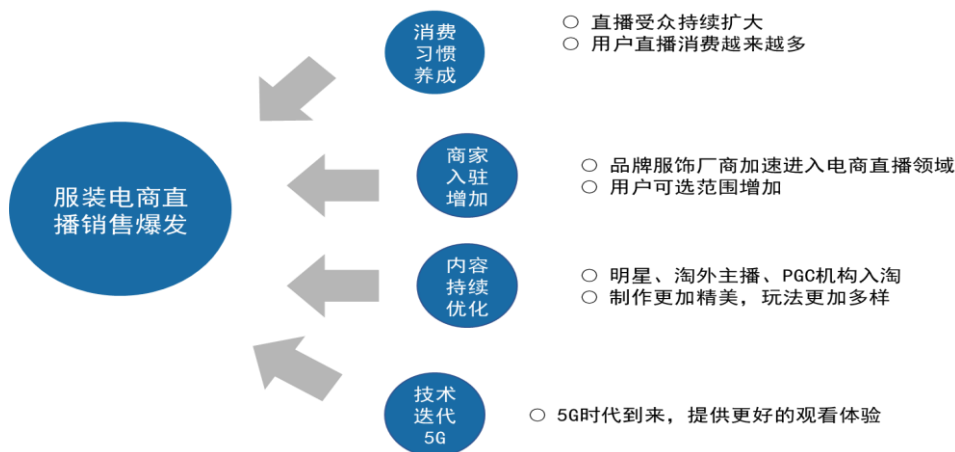 服装电商直
播销售爆发
消费
习惯
养成
○ 直播受众持续扩大
○ 用户直播消费越来越多
商家
入驻
增加
○ 品牌服饰厂商加速进入电商直播领域
○ 用户可选范围增加
内容
持续
优化
○ 明星、淘外主播、PGC机构入淘
○ 制作更加精美，玩法更加多样
技术
迭代
5G
○ 5G时代到来，提供更好的观看体验